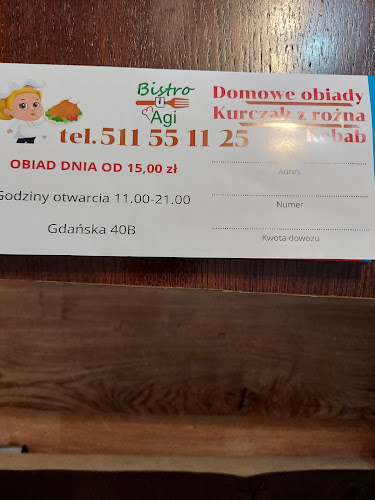 Bistro
u
Agi
Domowe obiady
Kurczak z rożna
Kebab
tel. 511 55 11 25
OBIAD DNIA OD 15,00 zł
Godziny otwarcia 11.00-21.00
Gdańska 40B
Adres
Numer
Kwota dowozu